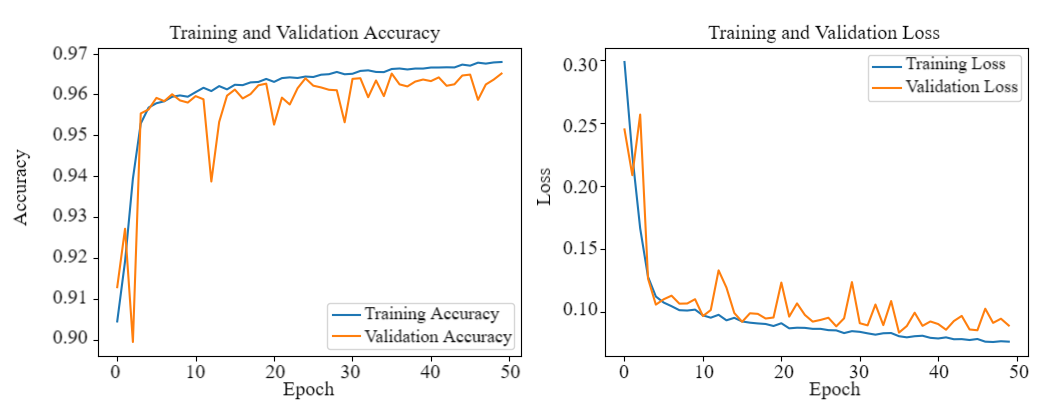 Training and Validation Accuracy
0.97
0.96
0.95
0.94
0.93
0.92
0.91
0.90
Accuracy
Training Accuracy
Validation Accuracy
0 10 20 30 40 50
Epoch
Training and Validation Loss
0.30
0.25
0.20
0.15
0.10
Loss
Training Loss
Validation Loss
0 10 20 30 40 50
Epoch